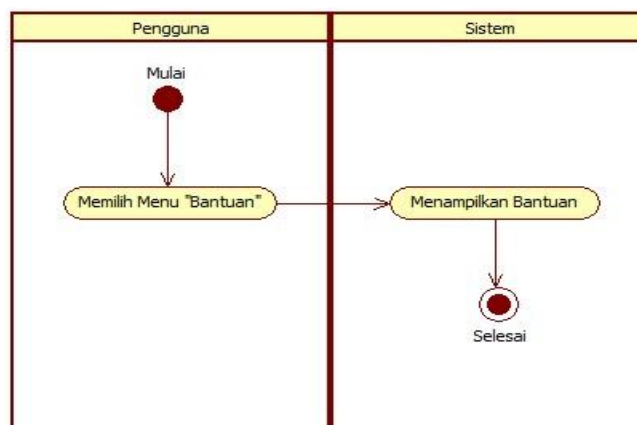 Pengguna
Sistem
Mulai
Memilih Menu "Bantuan"
Menampilkan Bantuan
Selesai